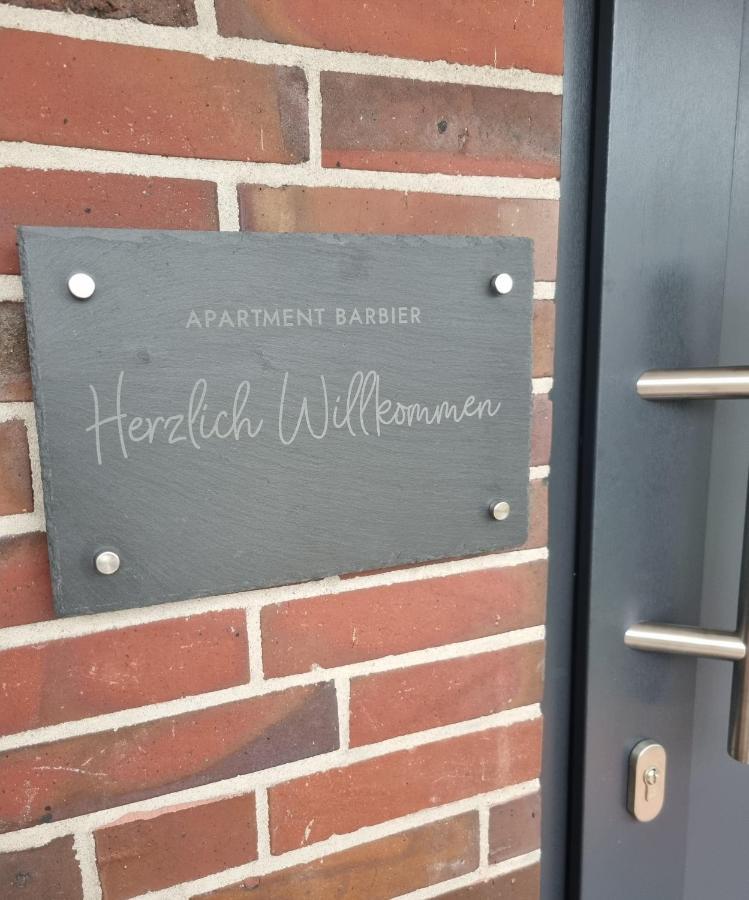 APARTMENT BARBIER
Herzlich Willkommen